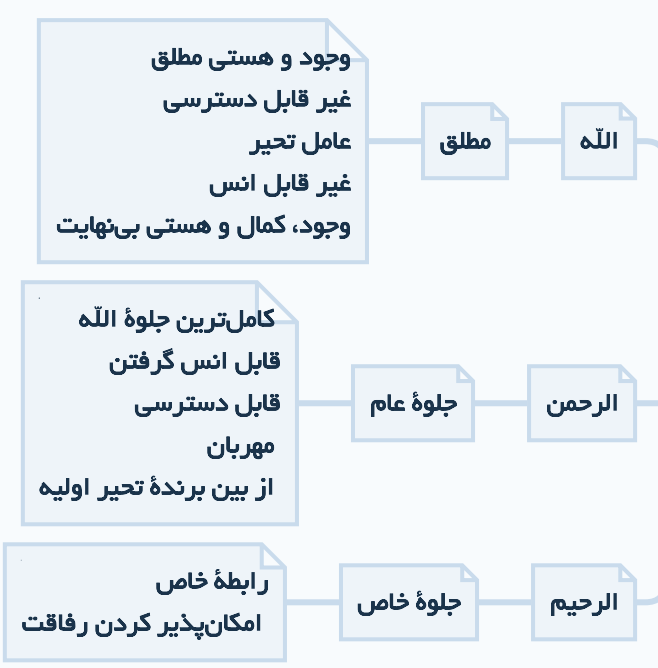 اللّه
مطلق
وجود و هستی مطلق
غیر قابل دسترسی
عامل تحیر
غیر قابل انس
وجود، کمال و هستی بی‌نهایت
الرحمن
جلوهٔ عام
کامل‌ترین جلوهٔ اللّه
قابل انس گرفتن
قابل دسترسی
مهربان
از بین برندهٔ تحیر اولیه
الرحیم
جلوهٔ خاص
رابطهٔ خاص
امکان‌پذیر کردن رفاقت